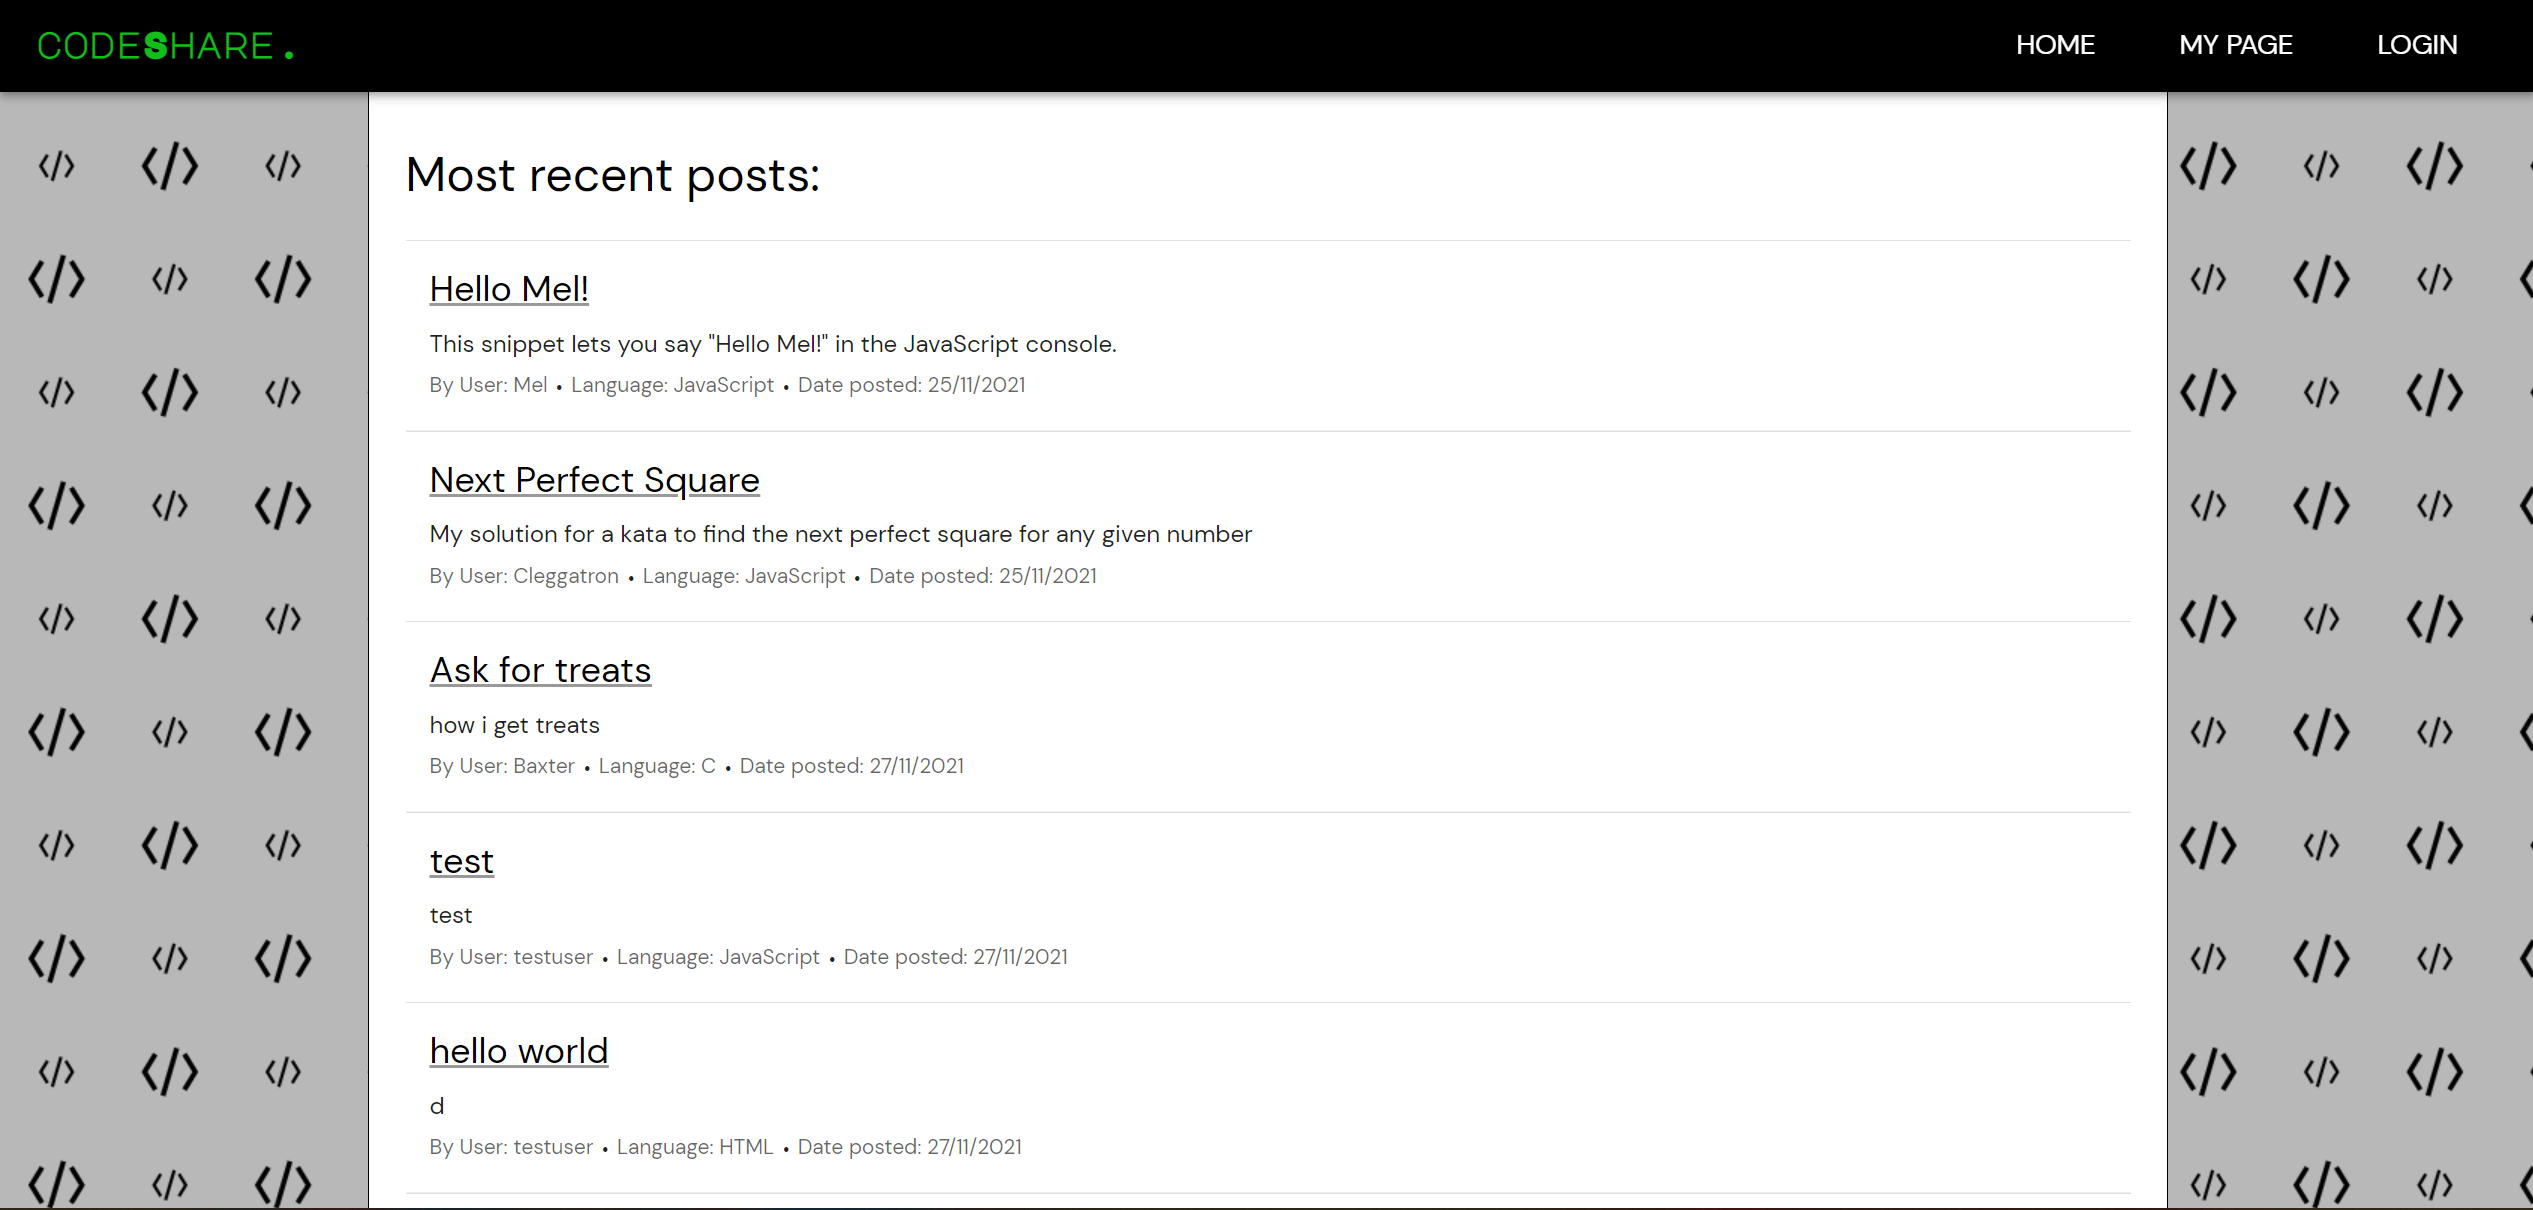 CODESHARE.
HOME MY PAGE LOGIN
Most recent posts:
Hello Mel!
This snippet lets you say "Hello Mel!" in the JavaScript console.
By User: Mel • Language: JavaScript • Date posted: 25/11/2021
Next Perfect Square
My solution for a kata to find the next perfect square for any given number
By User: Cleggatron • Language: JavaScript • Date posted: 25/11/2021
Ask for treats
how i get treats
By User: Baxter • Language: C • Date posted: 27/11/2021
test
test
By User: testuser • Language: JavaScript • Date posted: 27/11/2021
hello world
d
By User: testuser • Language: HTML • Date posted: 27/11/2021